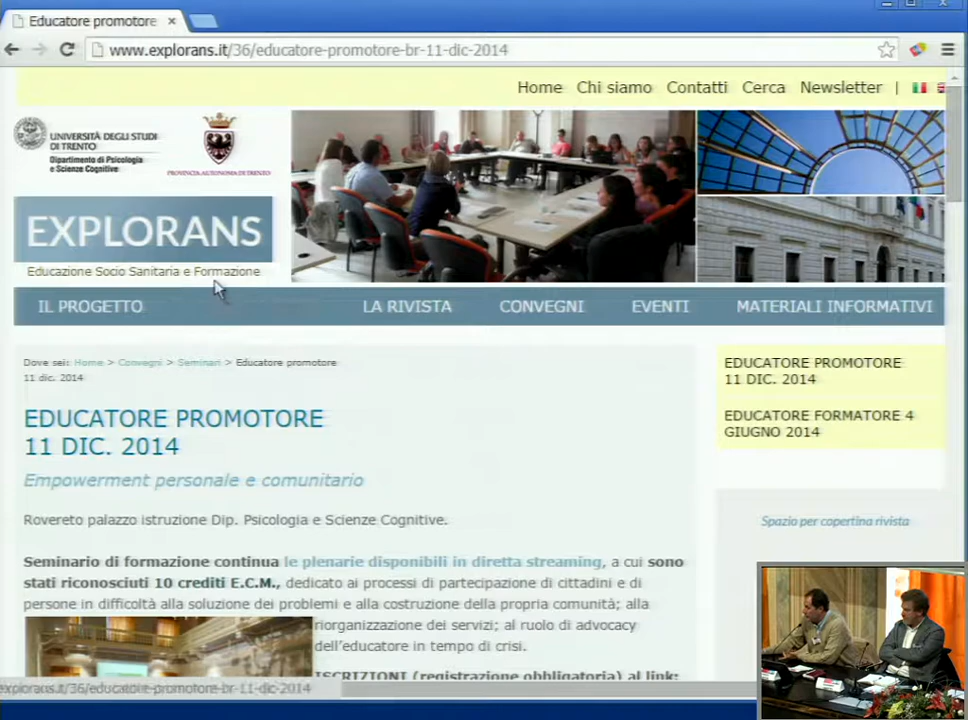 Educatore promotore
www.explorans.it/36/educatore-promotore-br-11-dic-2014
Home Chi siamo Contatti Cerca Newsletter |
UNIVERSITÀ DEGLI STUDI
DI TRENTO
Dipartimento di Psicologia
e Scienze Cognitive
PROVINCIA AUTONOMA DI TRENTO
EXPLORANS
Educazione Socio Sanitaria e Formazione
IL PROGETTO LA RIVISTA CONVEGNI EVENTI MATERIALI INFORMATIVI
Dove sei: Home > Convegni > Seminari > Educatore promotore
11 dic. 2014
EDUCATORE PROMOTORE
11 DIC. 2014
Empowerment personale e comunitario
Rovereto palazzo istruzione Dip. Psicologia e Scienze Cognitive.
Seminario di formazione continua le plenarie disponibili in diretta streaming, a cui sono
stati riconosciuti 10 crediti E.C.M., dedicato ai processi di partecipazione di cittadini e di
persone in difficoltà alla soluzione dei problemi e alla costruzione della propria comunità; alla
riorganizzazione dei servizi; al ruolo di advocacy
dell'educatore in tempo di crisi.
ISCRIZIONI (registrazione obbligatoria) al link:
EDUCATORE PROMOTORE
11 DIC. 2014
EDUCATORE FORMATORE 4
GIUGNO 2014
Spazio per copertina rivista
explorans.it/36/educatore-promotore-br-11-dic-2014